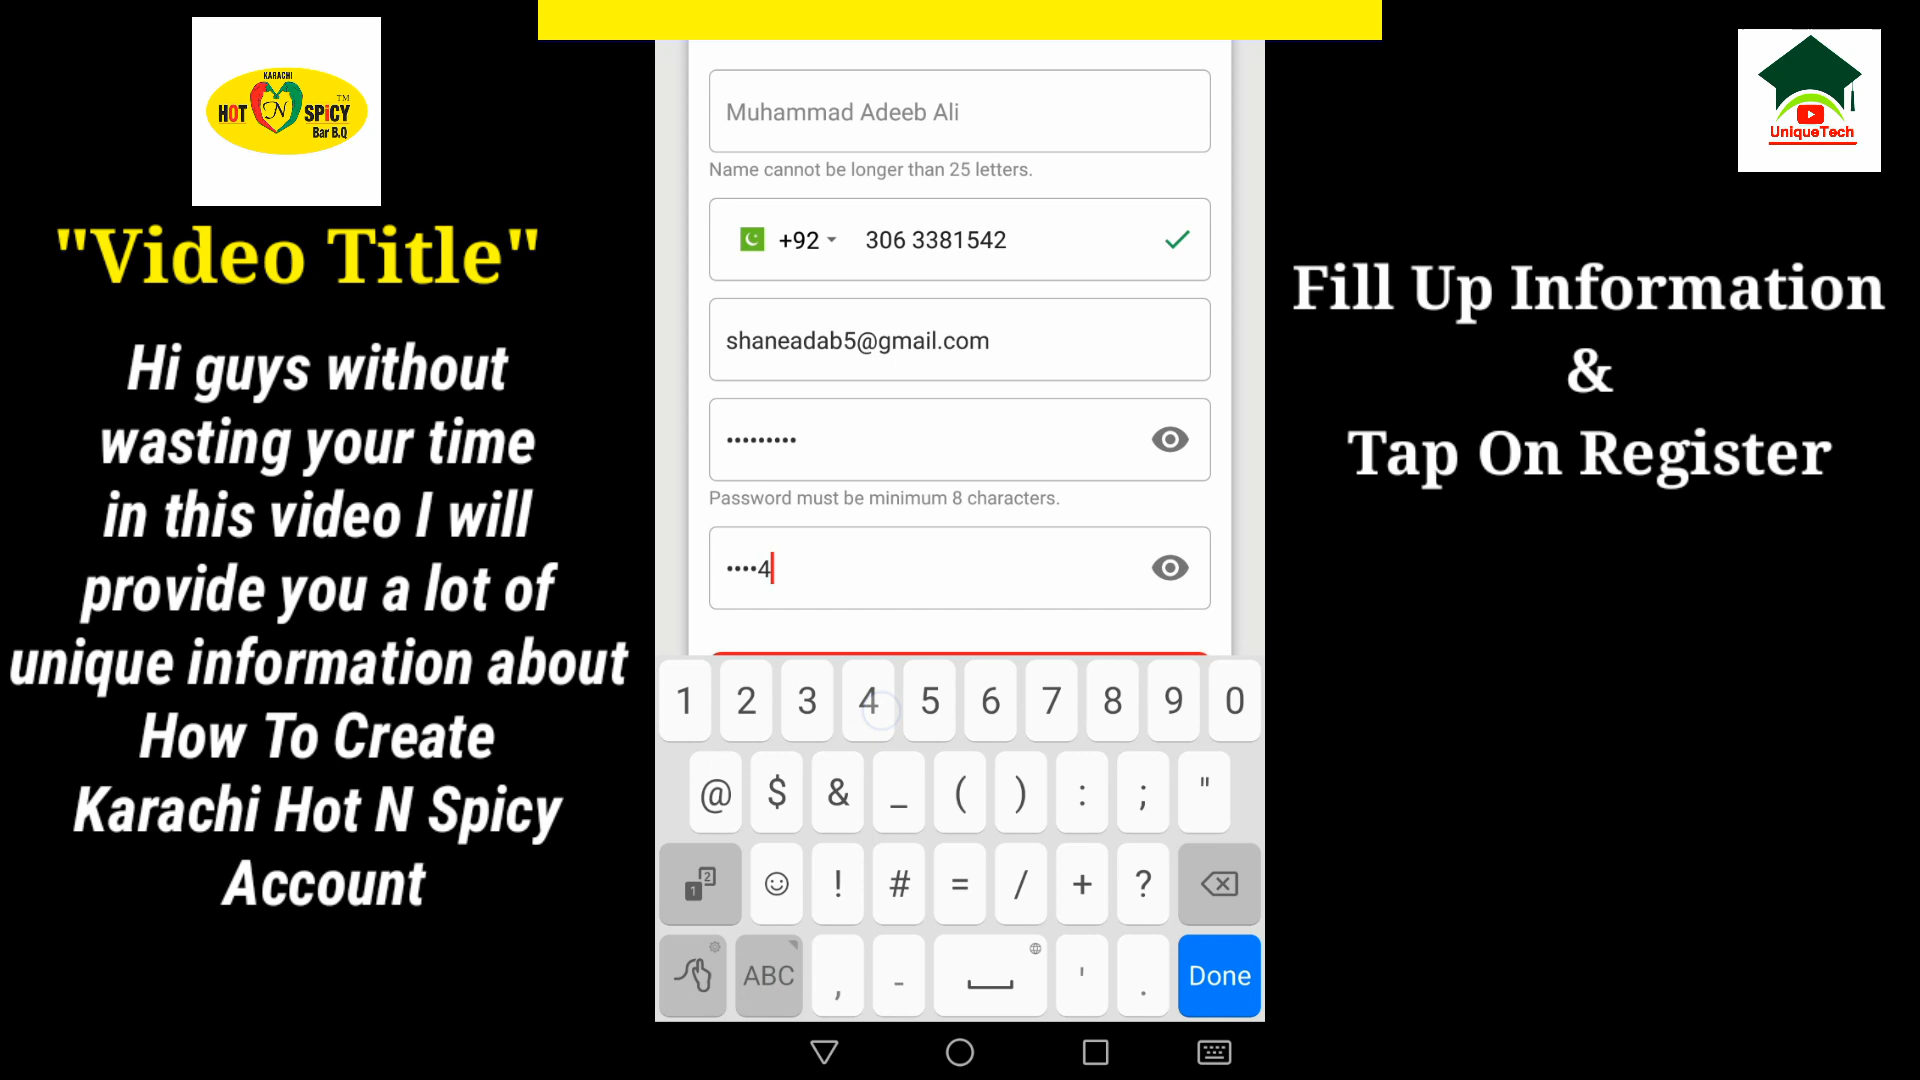 KARACHI
HOT N SPiCY
TM
Bar B.Q
"Video Title"
Hi guys without
wasting your time
in this video I will
provide you a lot of
unique information about
How To Create
Karachi Hot N Spicy
Account
Muhammad Adeeb Ali
Name cannot be longer than 25 letters.
+92 306 3381542
shaneadab5@gmail.com
•••••••••
Password must be minimum 8 characters.
••••4
1 2 3 4 5 6 7 8 9 0
@ $ & _ ( ) : ; "
1 2 ! # = / + ?
ABC , - ' . Done
UniqueTech
Fill Up Information
&
Tap On Register